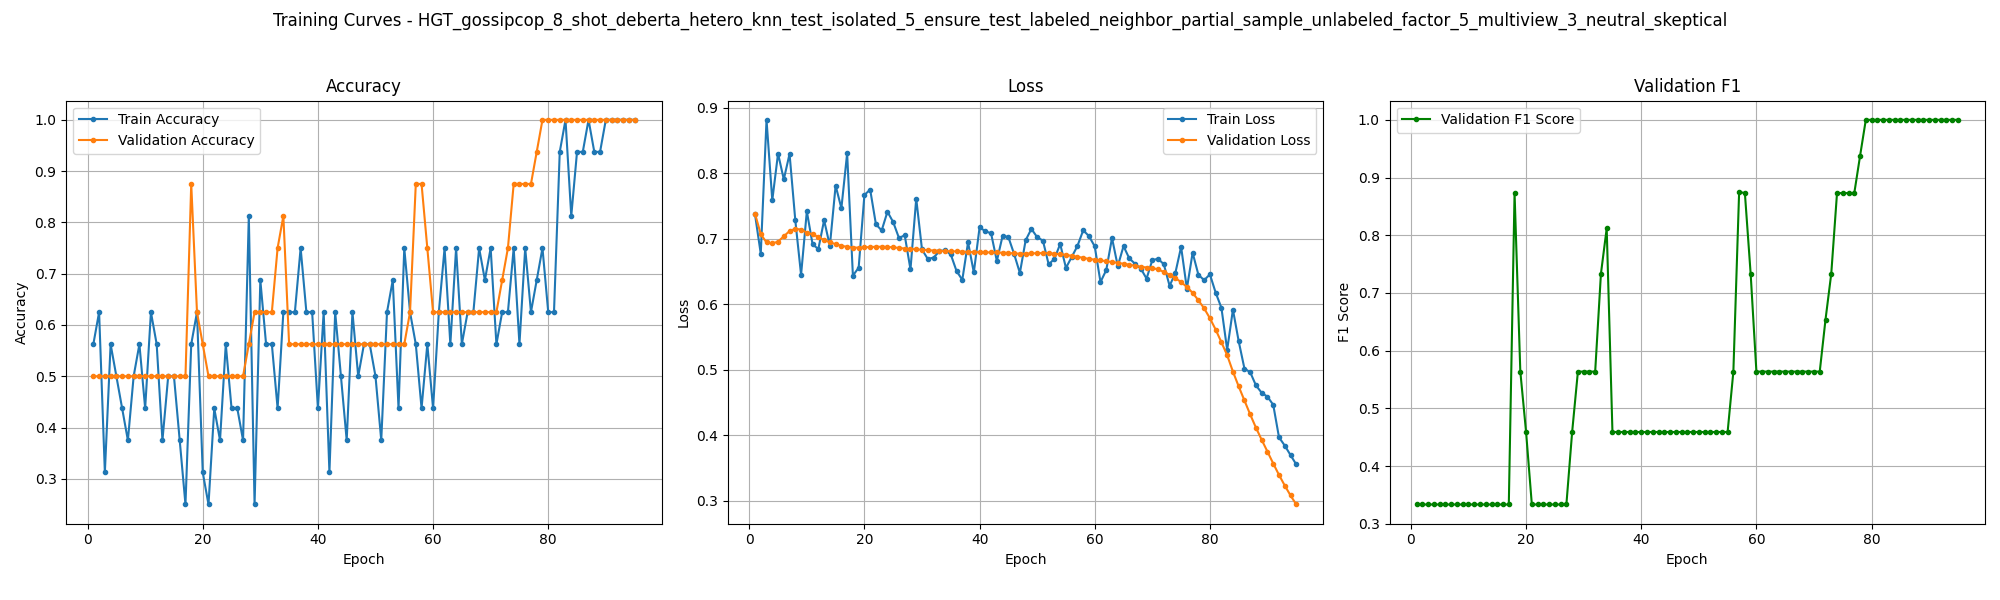 Training Curves - HGT_gossipcop_8_shot_deberta_hetero_knn_test_isolated_5_ensure_test_labeled_neighbor_partial_sample_unlabeled_factor_5_multiview_3_neutral_skeptical
Accuracy
Train Accuracy
Validation Accuracy
1.0
0.9
0.8
0.7
0.6
0.5
0.4
0.3
Accuracy
0 20 40 60 80
Epoch
Loss
Train Loss
Validation Loss
0.9
0.8
0.7
0.6
0.5
0.4
0.3
Loss
0 20 40 60 80
Epoch
Validation F1
Validation F1 Score
1.0
0.9
0.8
0.7
0.6
0.5
0.4
0.3
F1 Score
0 20 40 60 80
Epoch